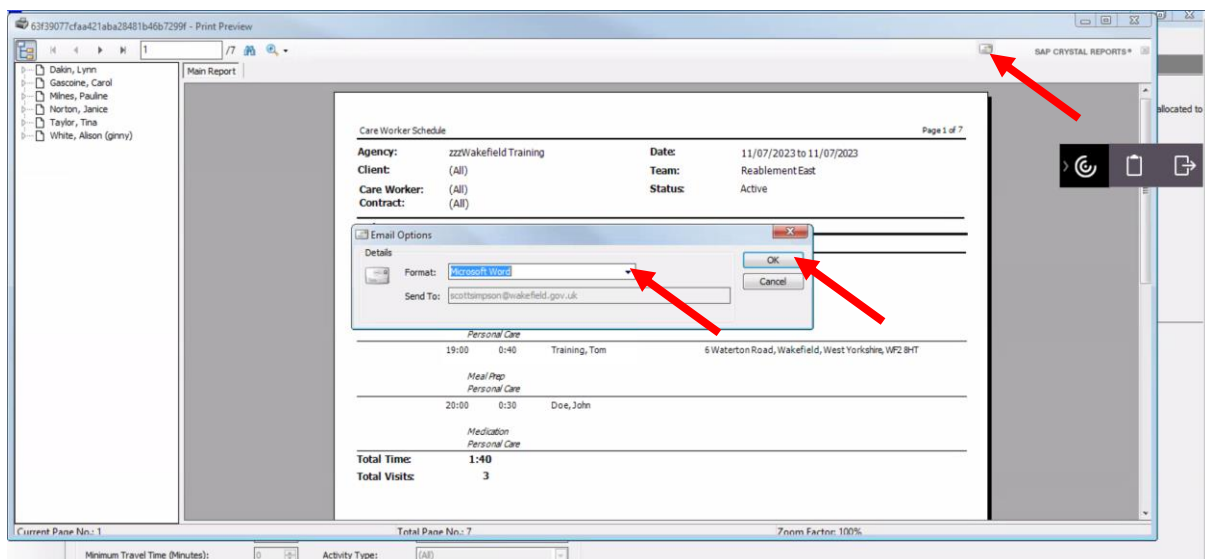 63f39077cfaa421aba28481b46b7299f - Print Preview
1 /7 SAP CRYSTAL REPORTS®
Dakin, Lynn
Gascoine, Carol
Milnes, Pauline
Norton, Janice
Taylor, Tina
White, Alison (ginny)
Main Report
allocated to
Care Worker Schedule Page 1 of 7
Agency: zzzWakefield Training Date: 11/07/2023 to 11/07/2023
Client: (All) Team: Reablement East
Care Worker: (All) Status: Active
Contract: (All)
Email Options
Details
Format: Microsoft Word
OK
Send To: scottsimpson@wakefield.gov.uk
Cancel
Personal Care
19:00 0:40 Training, Tom 6 Waterton Road, Wakefield, West Yorkshire, WF2 8HT
Meal Prep
Personal Care
20:00 0:30 Doe, John
Medication
Personal Care
Total Time: 1:40
Total Visits: 3
Current Page No.: 1 Total Page No.: 7 Zoom Factor: 100%
Minimum Travel Time (Minutes): 0 Activity Type: (All)